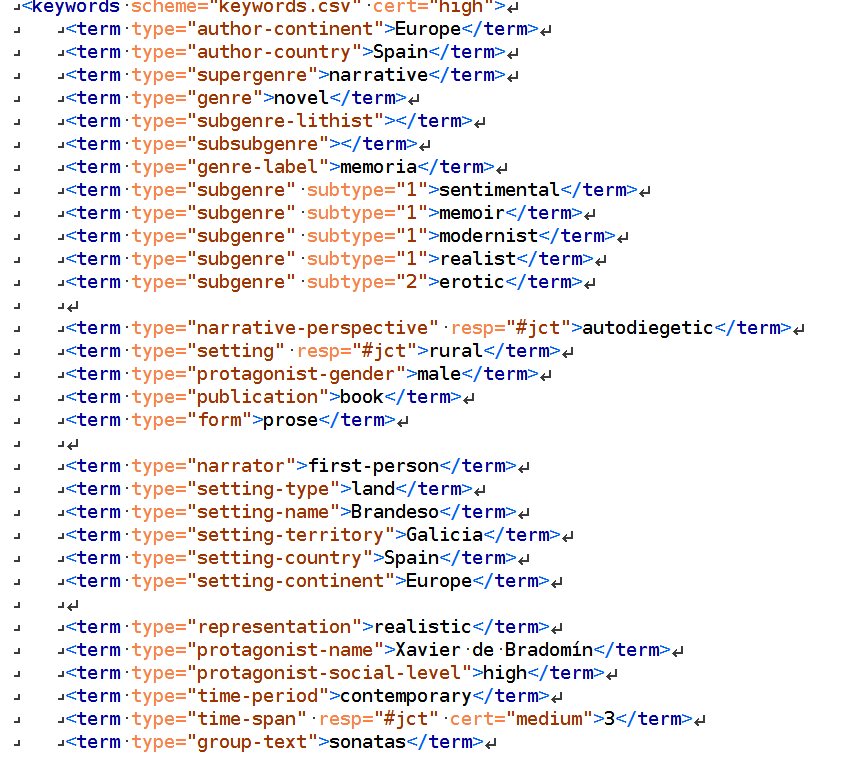 <keywords scheme="keywords.csv" cert="high">
<term type="author-continent">Europe</term>
<term type="author-country">Spain</term>
<term type="supergenre">narrative</term>
<term type="genre">novel</term>
<term type="subgenre-lithist"></term>
<term type="subsubgenre"></term>
<term type="genre-label">memoria</term>
<term type="subgenre" subtype="1">sentimental</term>
<term type="subgenre" subtype="1">memoir</term>
<term type="subgenre" subtype="1">modernist</term>
<term type="subgenre" subtype="1">realist</term>
<term type="subgenre" subtype="2">erotic</term>
<term type="narrative-perspective" resp="#jct">autodiegetic</term>
<term type="setting" resp="#jct">rural</term>
<term type="protagonist-gender">male</term>
<term type="publication">book</term>
<term type="form">prose</term>
<term type="narrator">first-person</term>
<term type="setting-type">land</term>
<term type="setting-name">Brandeso</term>
<term type="setting-territory">Galicia</term>
<term type="setting-country">Spain</term>
<term type="setting-continent">Europe</term>
<term type="representation">realistic</term>
<term type="protagonist-name">Xavier de Bradomín</term>
<term type="protagonist-social-level">high</term>
<term type="time-period">contemporary</term>
<term type="time-span" resp="#jct" cert="medium">3</term>
<term type="group-text">sonatas</term>